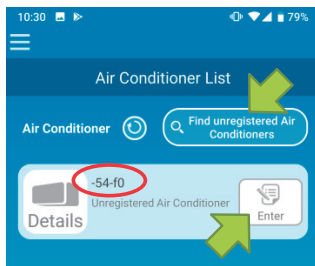 10:30 79%
Air Conditioner List
Air Conditioner
Find unregistered Air
Conditioners
-54-f0
Unregistered Air Conditioner
Details
Enter